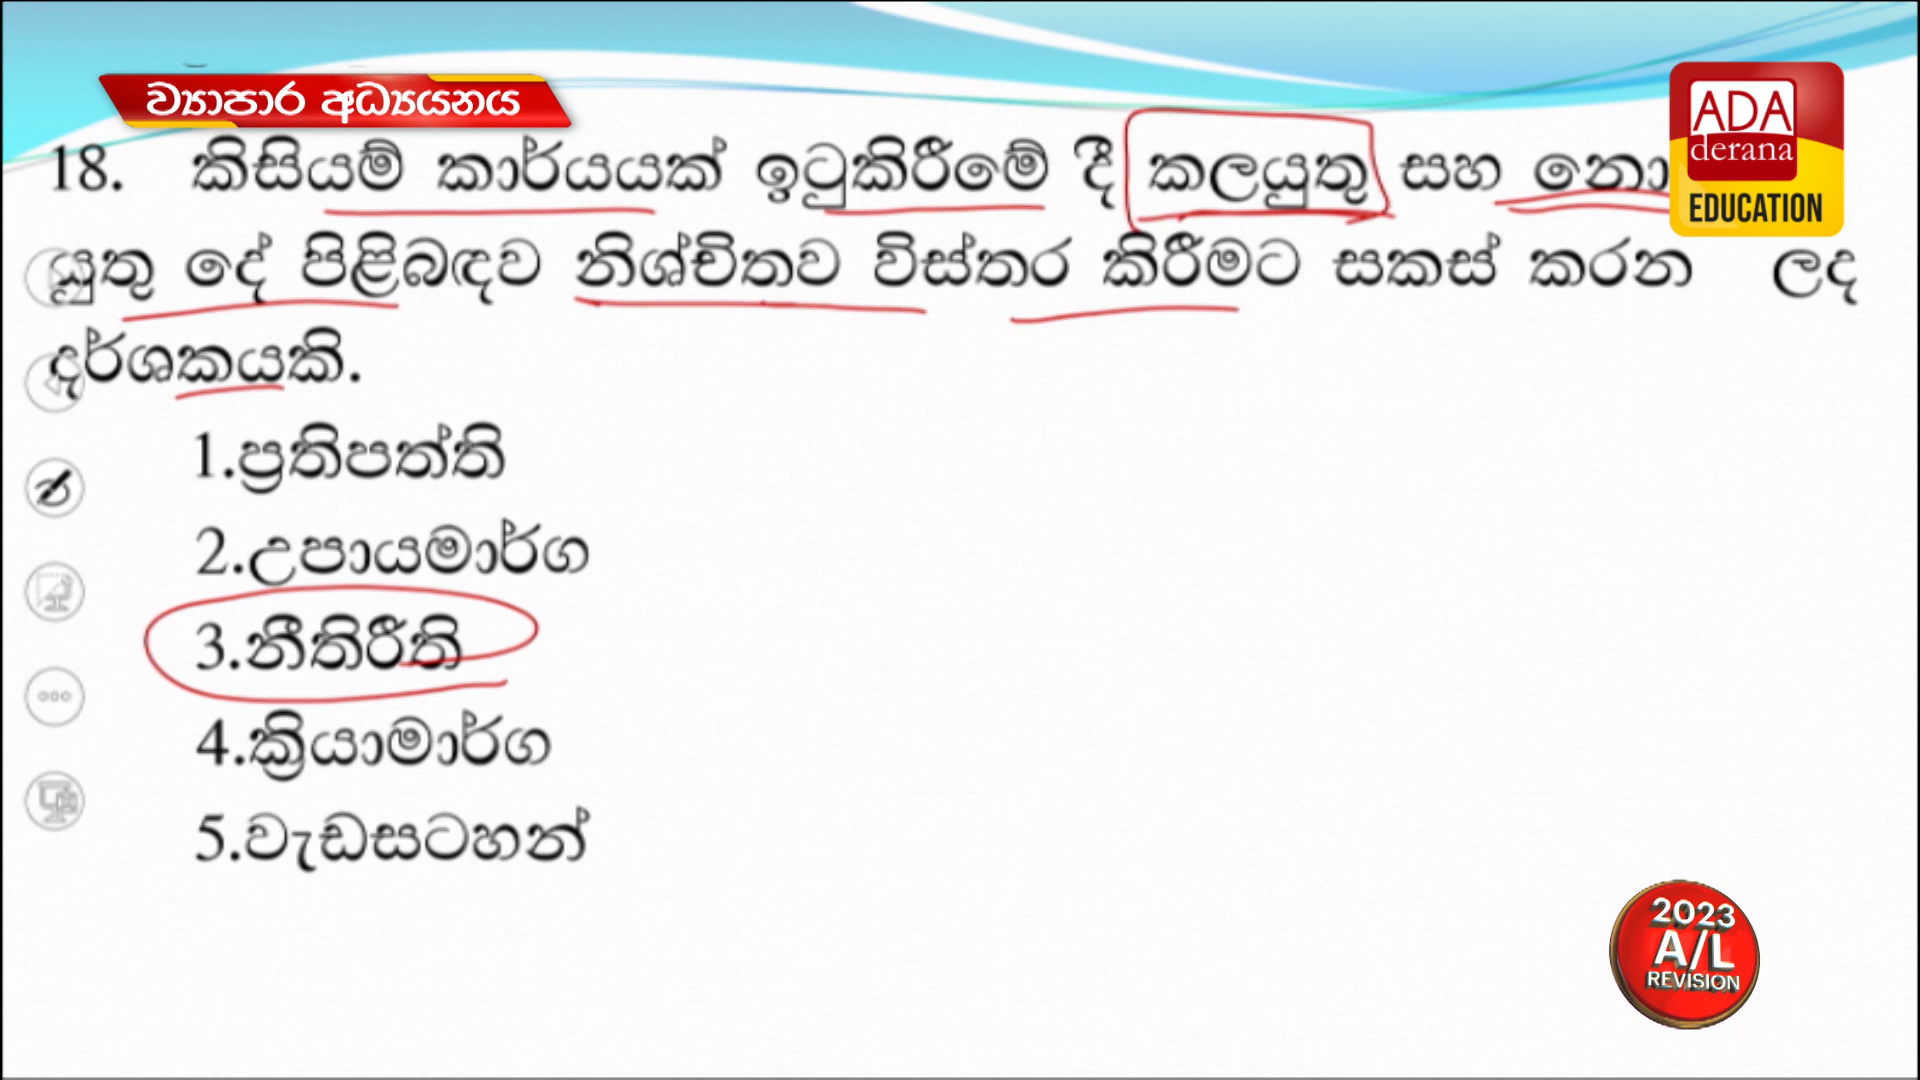 ව්‍යාපාර අධ්‍යයනය
ADA
derana
EDUCATION
18. කිසියම් කාර්යයක් ඉටුකිරීමේ දී කලයුතු සහ නො
යුතු දේ පිළිබඳව නිශ්චිතව විස්තර කිරීමට සකස් කරන ලද
දර්ශකයකි.
1.ප්‍රතිපත්ති
2.උපායමාර්ග
3.නීතිරීති
4.ක්‍රියාමාර්ග
5.වැඩසටහන්
2023
A/L
REVISION